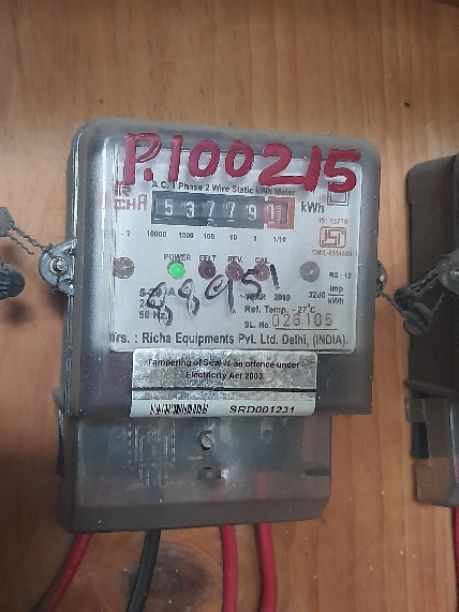 P.100215
A.C. 1 Phase 2 Wire Static kWh Meter
53779 kWh
IS: 13779
10000 1000 100 10 1 1/10
POWER EFLT REV. CAL
RS: 12
3200 imp/kWh
50 Hz.
YEAR 2010
Ref. Temp. - 27°C
SL. No. 026105
Mrs. : Richa Equipments Pvt. Ltd. Delhi, (INDIA).
Tampering of Seal is an offence under
Electricity Act 2003
SRD001231